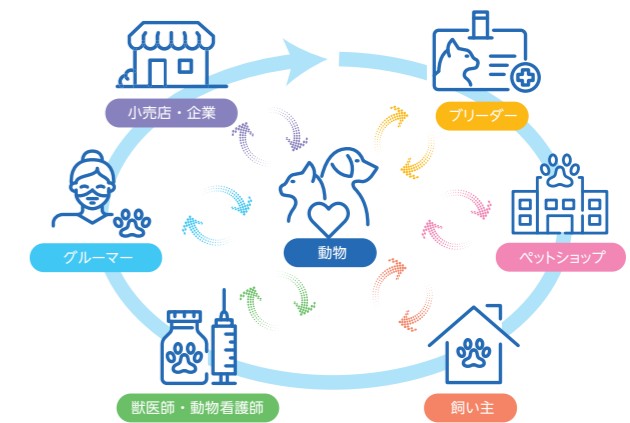 小売店・企業
ブリーダー
グルーマー
動物
ペットショップ
獣医師・動物看護師
飼い主